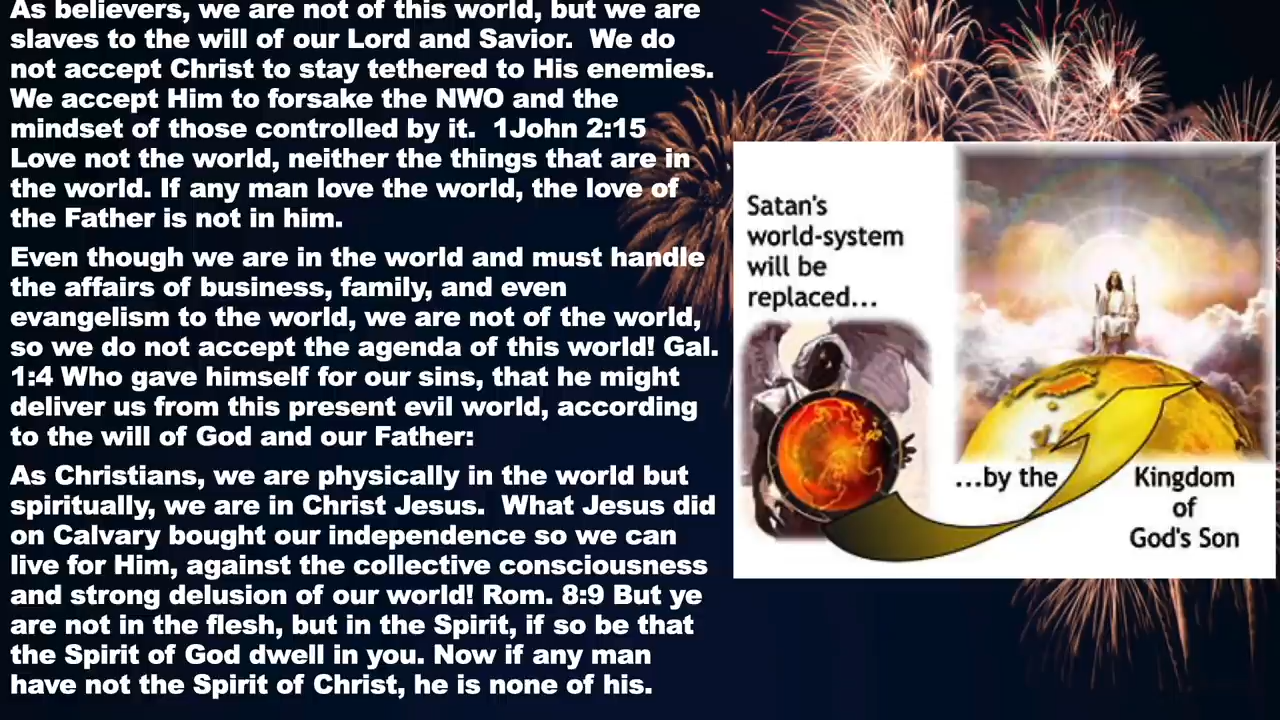 As believers, we are not of this world, but we are
slaves to the will of our Lord and Savior.  We do
not accept Christ to stay tethered to His enemies.
We accept Him to forsake the NWO and the
mindset of those controlled by it.  1John 2:15
Love not the world, neither the things that are in
the world. If any man love the world, the love of
the Father is not in him.
Even though we are in the world and must handle
the affairs of business, family, and even
evangelism to the world, we are not of the world,
so we do not accept the agenda of this world! Gal.
1:4 Who gave himself for our sins, that he might
deliver us from this present evil world, according
to the will of God and our Father:
As Christians, we are physically in the world but
spiritually, we are in Christ Jesus.  What Jesus did
on Calvary bought our independence so we can
live for Him, against the collective consciousness
and strong delusion of our world! Rom. 8:9 But ye
are not in the flesh, but in the Spirit, if so be that
the Spirit of God dwell in you. Now if any man
have not the Spirit of Christ, he is none of his.
Satan's
world-system
will be
replaced...
...by the Kingdom
of
God's Son